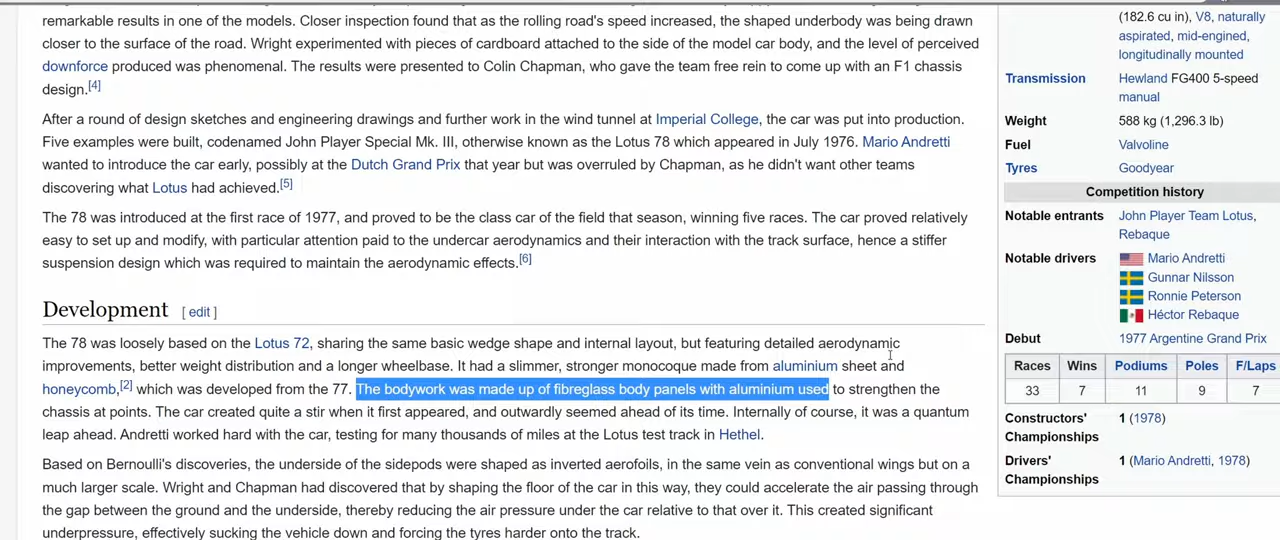 remarkable results in one of the models. Closer inspection found that as the rolling road's speed increased, the shaped underbody was being drawn
closer to the surface of the road. Wright experimented with pieces of cardboard attached to the side of the model car body, and the level of perceived
downforce produced was phenomenal. The results were presented to Colin Chapman, who gave the team free rein to come up with an F1 chassis
design.[4]
After a round of design sketches and engineering drawings and further work in the wind tunnel at Imperial College, the car was put into production.
Five examples were built, codenamed John Player Special Mk. III, otherwise known as the Lotus 78 which appeared in July 1976. Mario Andretti
wanted to introduce the car early, possibly at the Dutch Grand Prix that year but was overruled by Chapman, as he didn't want other teams
discovering what Lotus had achieved.[5]
The 78 was introduced at the first race of 1977, and proved to be the class car of the field that season, winning five races. The car proved relatively
easy to set up and modify, with particular attention paid to the undercar aerodynamics and their interaction with the track surface, hence a stiffer
suspension design which was required to maintain the aerodynamic effects.[6]
Development [ edit ]
The 78 was loosely based on the Lotus 72, sharing the same basic wedge shape and internal layout, but featuring detailed aerodynamic
improvements, better weight distribution and a longer wheelbase. It had a slimmer, stronger monocoque made from aluminium sheet and
honeycomb,[2] which was developed from the 77. The bodywork was made up of fibreglass body panels with aluminium used to strengthen the
chassis at points. The car created quite a stir when it first appeared, and outwardly seemed ahead of its time. Internally of course, it was a quantum
leap ahead. Andretti worked hard with the car, testing for many thousands of miles at the Lotus test track in Hethel.
Based on Bernoulli's discoveries, the underside of the sidepods were shaped as inverted aerofoils, in the same vein as conventional wings but on a
much larger scale. Wright and Chapman had discovered that by shaping the floor of the car in this way, they could accelerate the air passing through
the gap between the ground and the underside, thereby reducing the air pressure under the car relative to that over it. This created significant
underpressure, effectively sucking the vehicle down and forcing the tyres harder onto the track.
(182.6 cu in), V8, naturally
aspirated, mid-engined,
longitudinally mounted
Transmission Hewland FG400 5-speed
manual
Weight 588 kg (1,296.3 lb)
Fuel Valvoline
Tyres Goodyear
Competition history
Notable entrants John Player Team Lotus,
Rebaque
Notable drivers Mario Andretti
Gunnar Nilsson
Ronnie Peterson
Héctor Rebaque
Debut 1977 Argentine Grand Prix
Races Wins Podiums Poles F/Laps
33 7 11 9 7
Constructors' 1 (1978)
Championships
Drivers' 1 (Mario Andretti, 1978)
Championships